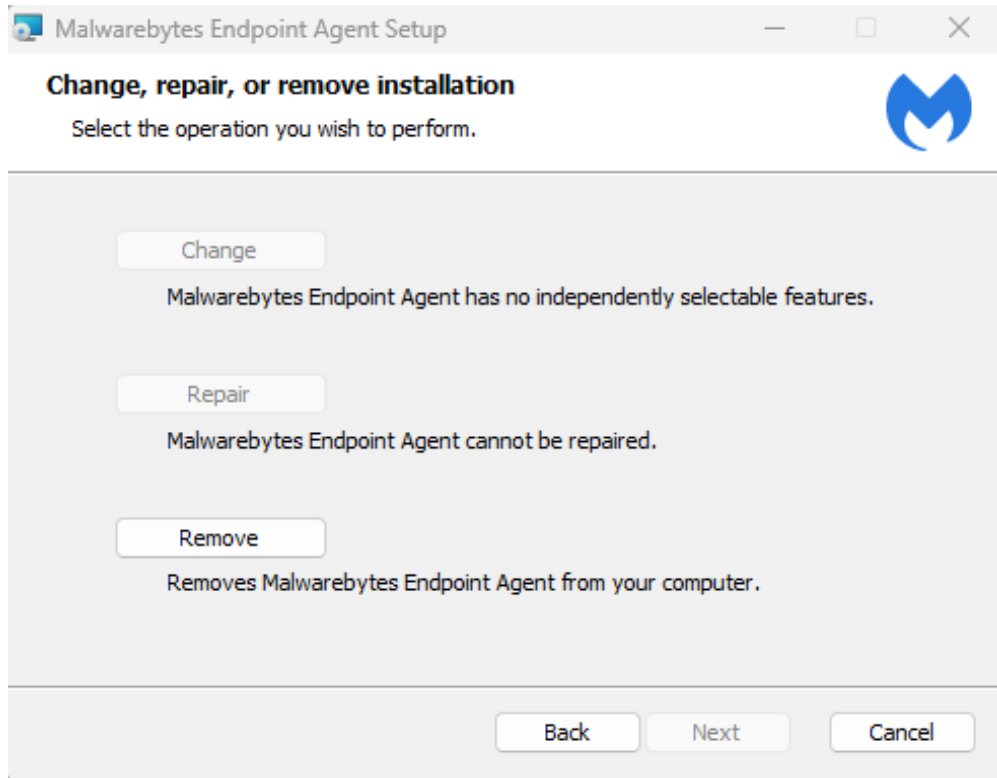 Malwarebytes Endpoint Agent Setup
Change, repair, or remove installation
Select the operation you wish to perform.
Change
Malwarebytes Endpoint Agent has no independently selectable features.
Repair
Malwarebytes Endpoint Agent cannot be repaired.
Remove
Removes Malwarebytes Endpoint Agent from your computer.
Back Next Cancel